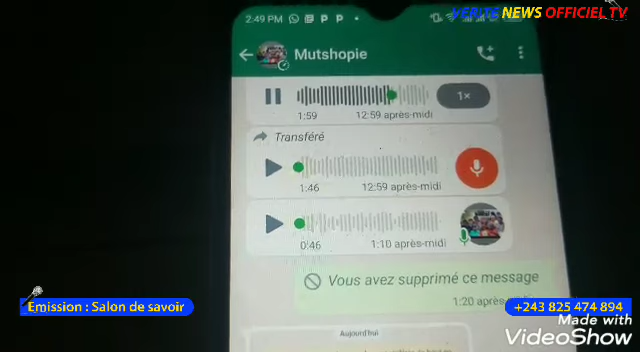 2:49 PM
VERITE NEWS OFFICIEL TV
Mutshopie
1:59
12:59 après-midi
1×
Transféré
1:46
12:59 après-midi
0:46
1:10 après-midi
Vous avez supprimé ce message
1:20 après
Emission : Salon de savoir
+243 825 474 894
Aujourd'hui
Made with
VideoShow